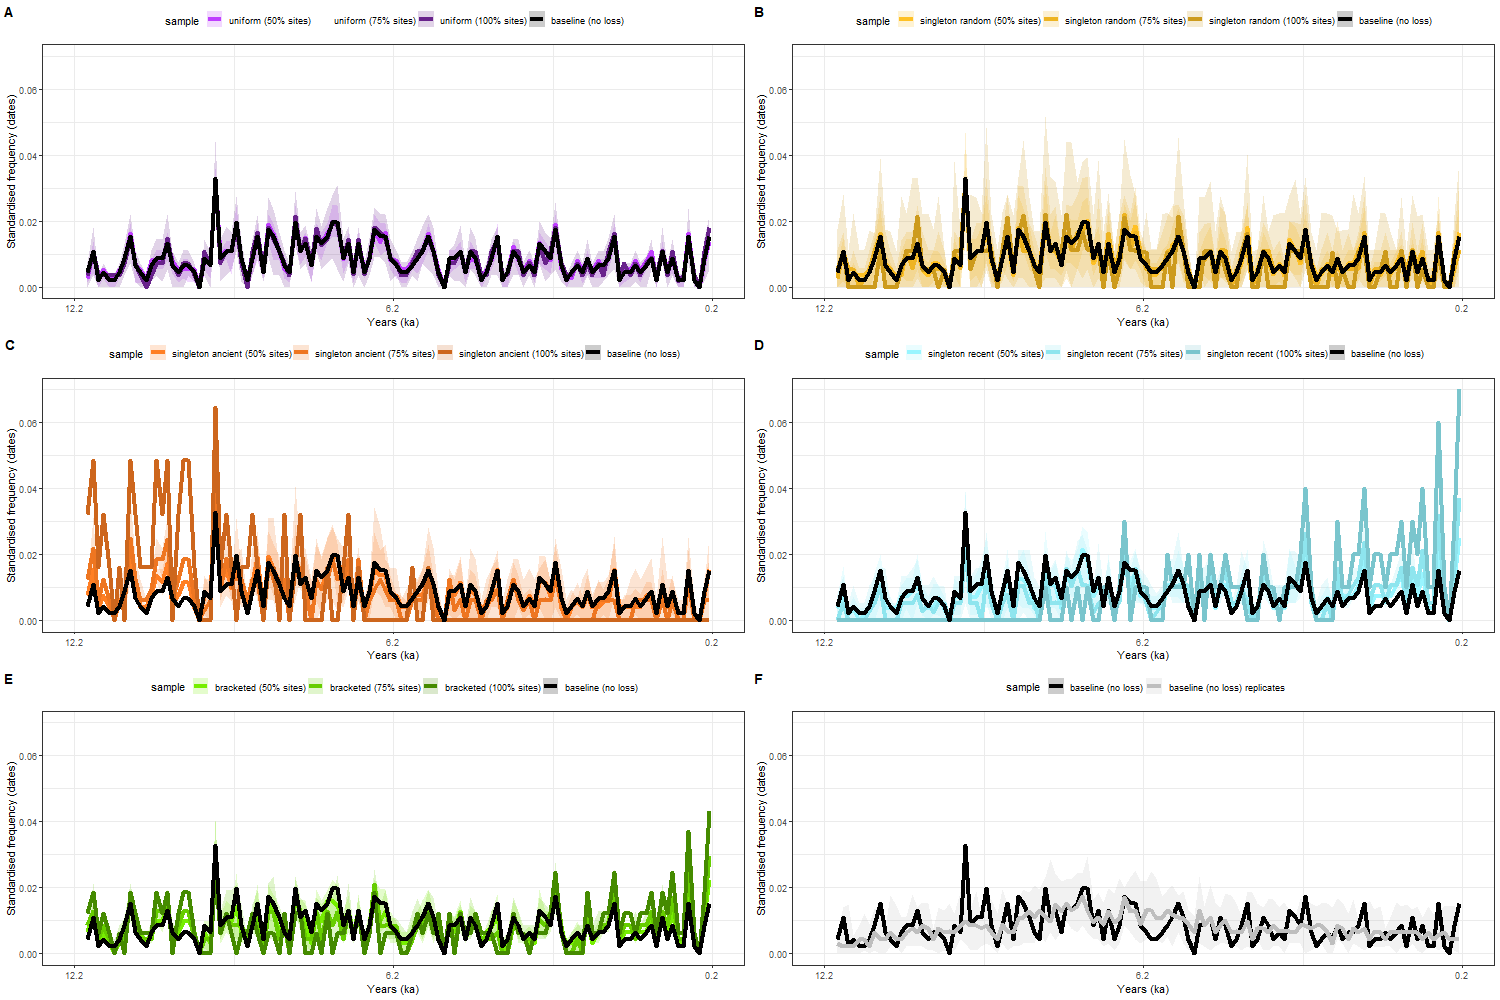 A
sample uniform (50% sites) uniform (75% sites) uniform (100% sites) baseline (no loss)
Standardised frequency (dates)
0.06
0.04
0.02
0.00
12.2 6.2 0.2
Years (ka)
B
sample singleton random (50% sites) singleton random (75% sites) singleton random (100% sites) baseline (no loss)
Standardised frequency (dates)
0.06
0.04
0.02
0.00
12.2 6.2 0.2
Years (ka)
C
sample singleton ancient (50% sites) singleton ancient (75% sites) singleton ancient (100% sites) baseline (no loss)
Standardised frequency (dates)
0.06
0.04
0.02
0.00
12.2 6.2 0.2
Years (ka)
D
sample singleton recent (50% sites) singleton recent (75% sites) singleton recent (100% sites) baseline (no loss)
Standardised frequency (dates)
0.06
0.04
0.02
0.00
12.2 6.2 0.2
Years (ka)
E
sample bracketed (50% sites) bracketed (75% sites) bracketed (100% sites) baseline (no loss)
Standardised frequency (dates)
0.06
0.04
0.02
0.00
12.2 6.2 0.2
Years (ka)
F
sample baseline (no loss) baseline (no loss) replicates
Standardised frequency (dates)
0.06
0.04
0.02
0.00
12.2 6.2 0.2
Years (ka)